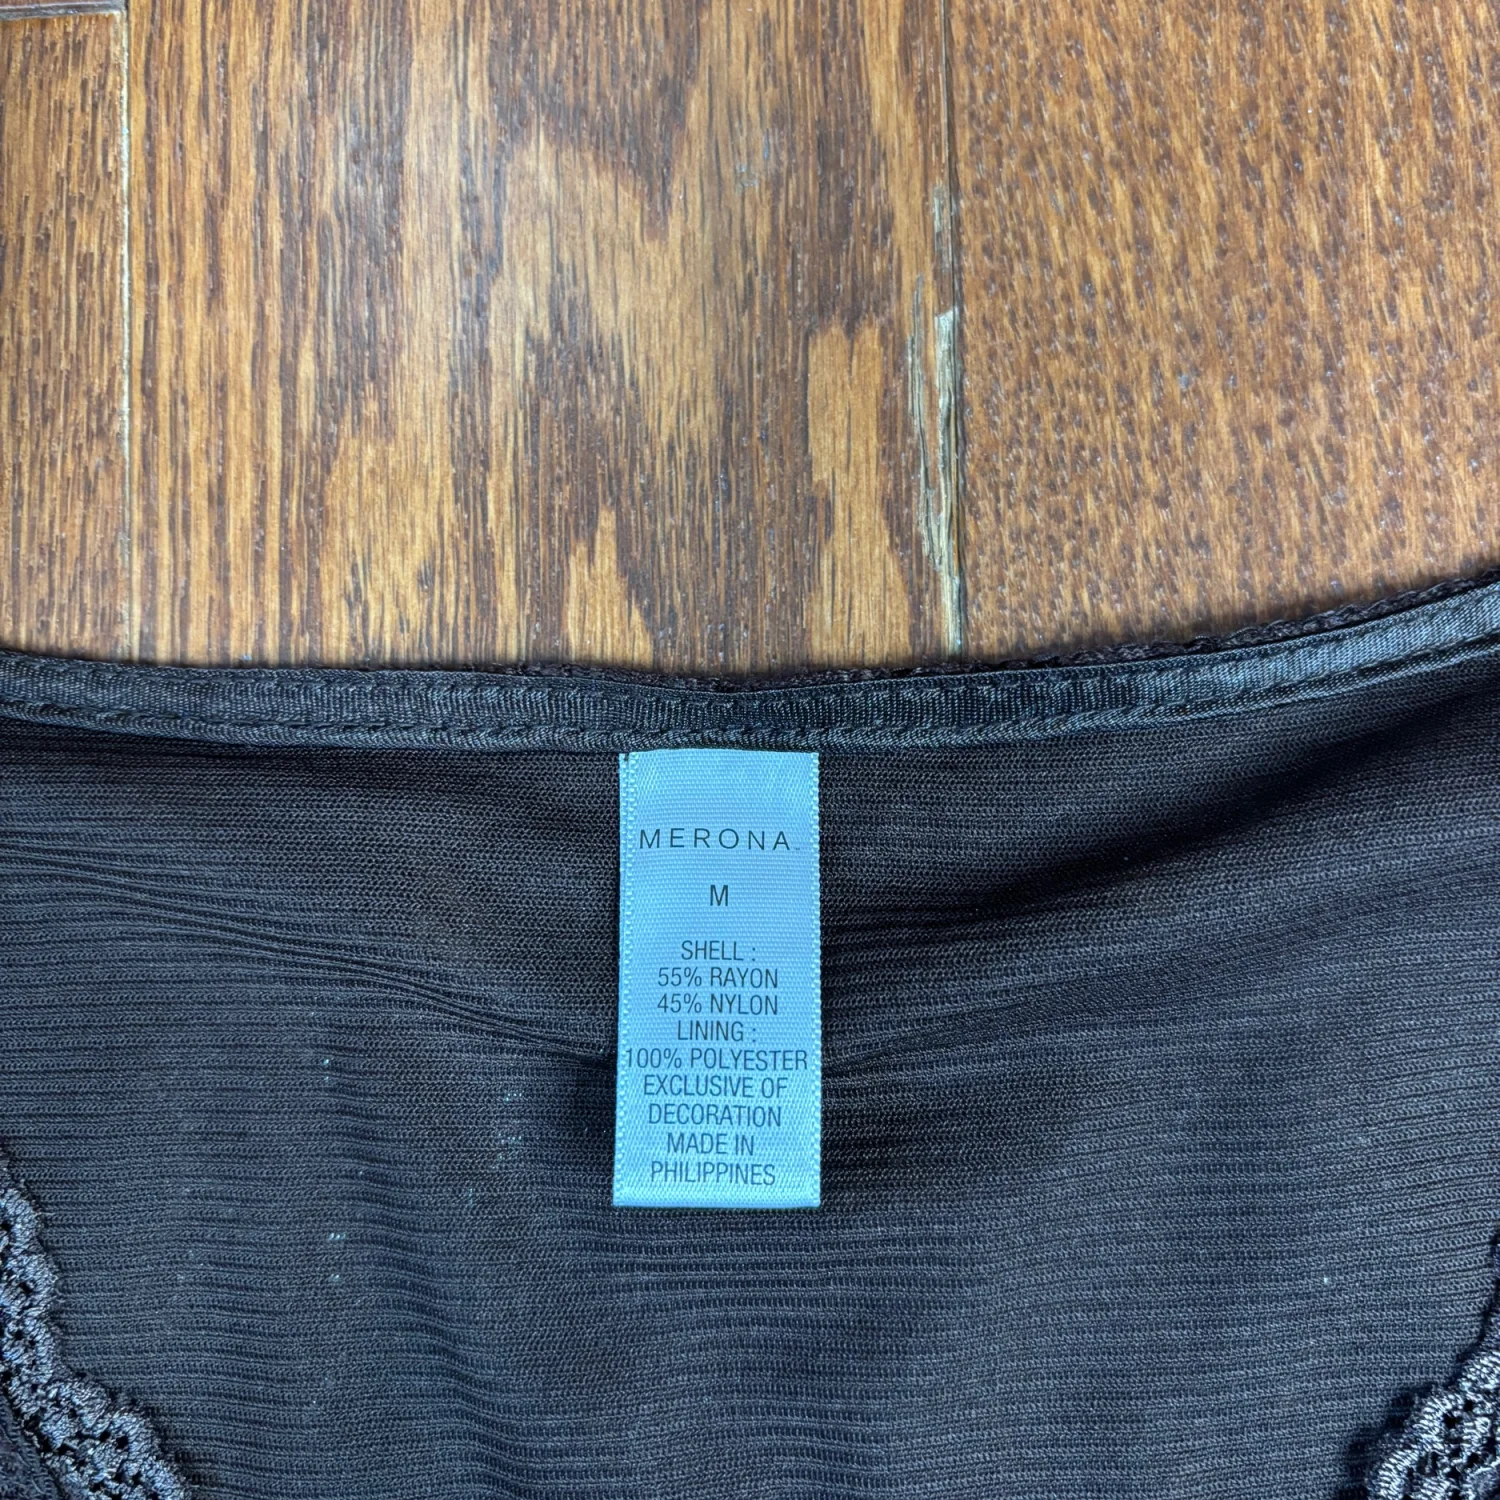 MERONA
M
SHELL :
55% RAYON
45% NYLON
LINING :
100% POLYESTER
EXCLUSIVE OF
DECORATION
MADE IN
PHILIPPINES